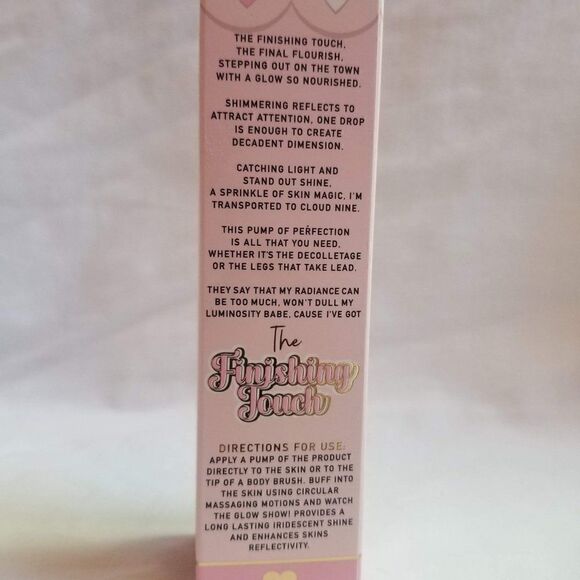 THE FINISHING TOUCH,
THE FINAL FLOURISH,
STEPPING OUT ON THE TOWN
WITH A GLOW SO NOURISHED.
SHIMMERING REFLECTS TO
ATTRACT ATTENTION, ONE DROP
IS ENOUGH TO CREATE
DECADENT DIMENSION.
CATCHING LIGHT AND
STAND OUT SHINE,
A SPRINKLE OF SKIN MAGIC, I'M
TRANSPORTED TO CLOUD NINE.
THIS PUMP OF PERFECTION
IS ALL THAT YOU NEED,
WHETHER IT'S THE DECOLLETAGE
OR THE LEGS THAT TAKE LEAD.
THEY SAY THAT MY RADIANCE CAN
BE TOO MUCH, WON'T DULL MY
LUMINOSITY BABE, CAUSE I'VE GOT
The
Finishing
Touch
DIRECTIONS FOR USE:
APPLY A PUMP OF THE PRODUCT
DIRECTLY TO THE SKIN OR TO THE
TIP OF A BODY BRUSH. BUFF INTO
THE SKIN USING CIRCULAR
MASSAGING MOTIONS AND WATCH
THE GLOW SHOW! PROVIDES A
LONG LASTING IRIDESCENT SHINE
AND ENHANCES SKINS
REFLECTIVITY.